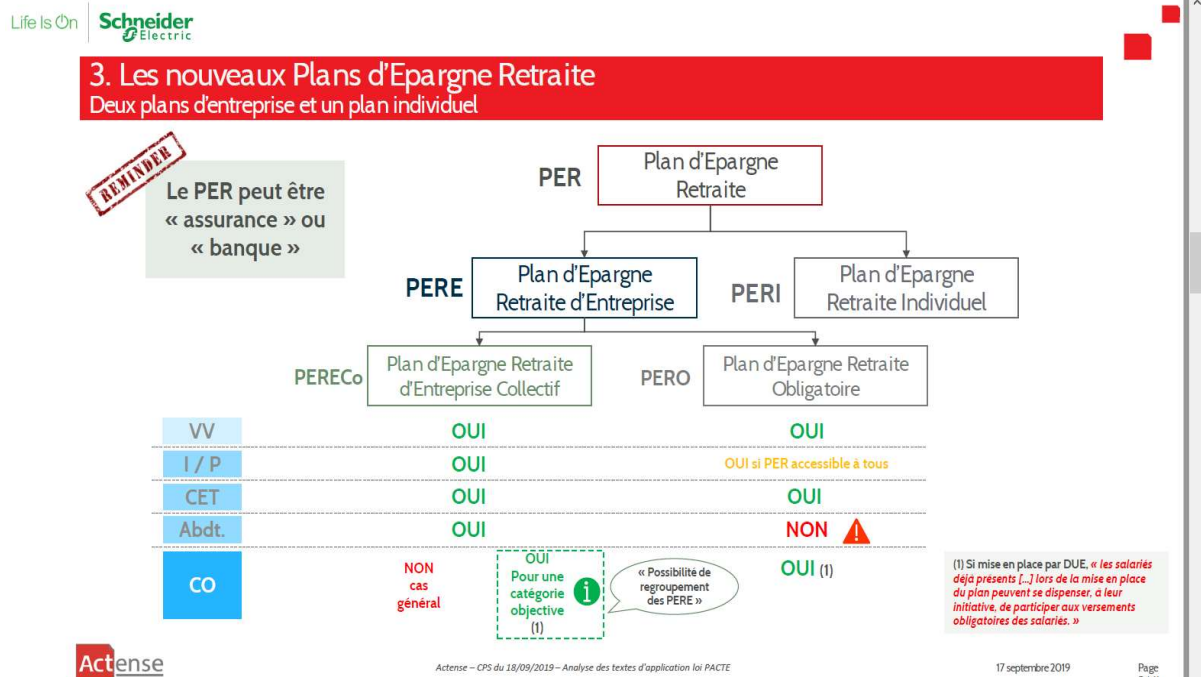 Life Is On
Schneider
Electric
3. Les nouveaux Plans d'Epargne Retraite
Deux plans d'entreprise et un plan individuel
REMINDER
Le PER peut être
« assurance » ou
« banque »
PER
Plan d'Epargne
Retraite
PERE
Plan d'Epargne
Retraite d'Entreprise
PERI
Plan d'Epargne
Retraite Individuel
PERECo
Plan d'Epargne Retraite
d'Entreprise Collectif
PERO
Plan d'Epargne Retraite
Obligatoire
VV
OUI
OUI
I / P
OUI
OUI si PER accessible à tous
CET
OUI
OUI
Abdt.
OUI
NON
CO
NON
cas
général
OUI
Pour une
catégorie
objective
(1)
« Possibilité de
regroupement
des PERE »
OUI (1)
(1) Si mise en place par DUE, « les salariés
déjà présents [...] lors de la mise en place
du plan peuvent se dispenser, à leur
initiative, de participer aux versements
obligatoires des salariés. »
Actense
Actense – CPS du 18/09/2019 – Analyse des textes d'application loi PACTE
17 septembre 2019
Page